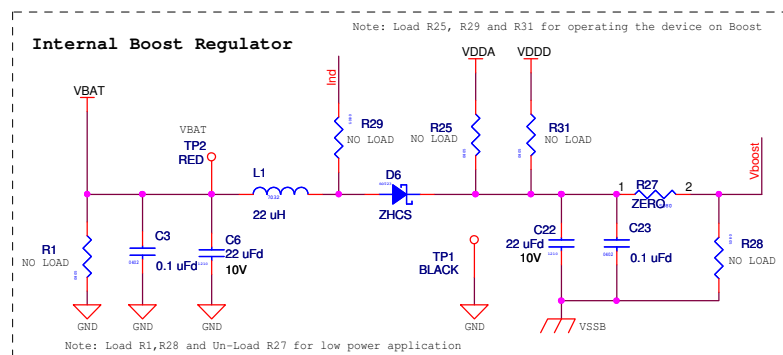 Note: Load R25, R29 and R31 for operating the device on Boost
Internal Boost Regulator
VBAT
Ind
VDDA
VDDD
VBAT
TP2
RED
R29
NO LOAD
R25
NO LOAD
R31
NO LOAD
Vboost
L1
7032
22 uH
D6
ZHCS
1
R27
2
ZERO
R1
NO LOAD
C3
0402
0.1 uFd
C6
22 uFd
10V
TP1
BLACK
C22
22 uFd
10V
C23
0402
0.1 uFd
R28
NO LOAD
GND
GND
GND
GND
VSSB
Note: Load R1,R28 and Un-Load R27 for low power application